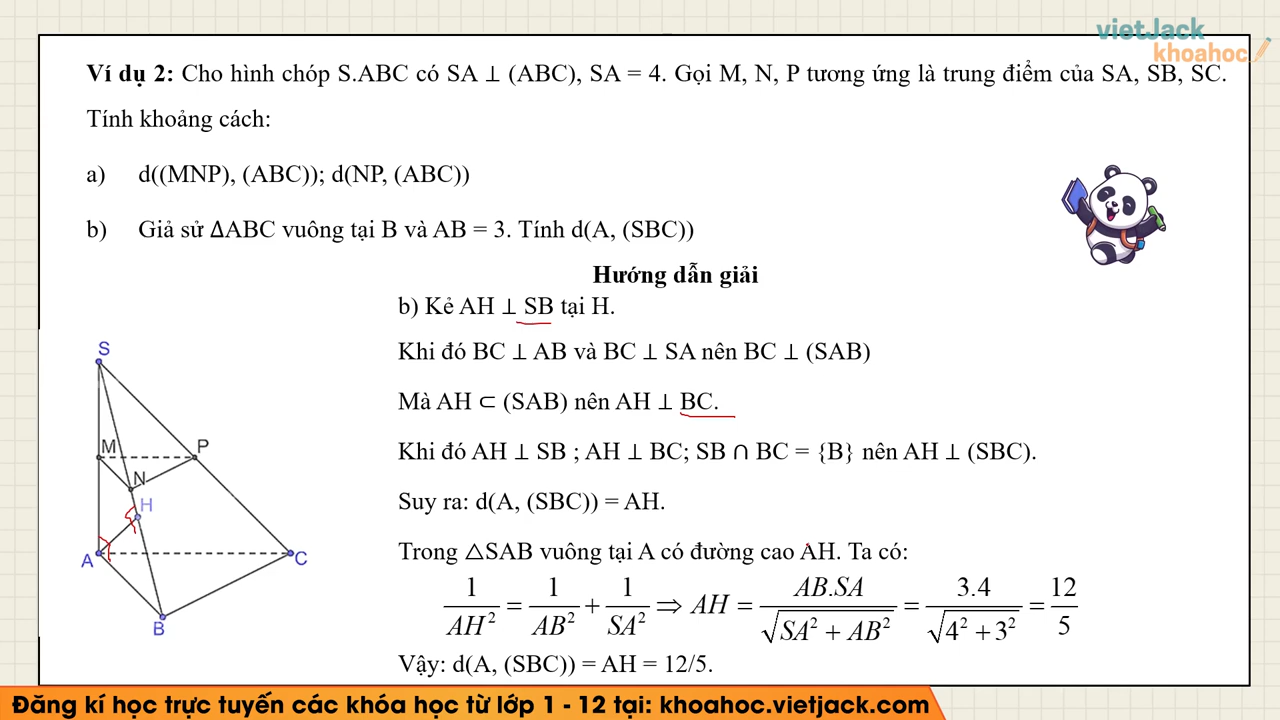 vietJack
khoahoc
Ví dụ 2: Cho hình chóp S.ABC có SA ⊥ (ABC), SA = 4. Gọi M, N, P tương ứng là trung điểm của SA, SB, SC.
Tính khoảng cách:
a) d((MNP), (ABC)); d(NP, (ABC))
b) Giả sử ΔABC vuông tại B và AB = 3. Tính d(A, (SBC))
Hướng dẫn giải
b) Kẻ AH ⊥ SB tại H.
Khi đó BC ⊥ AB và BC ⊥ SA nên BC ⊥ (SAB)
Mà AH ⊂ (SAB) nên AH ⊥ BC.
Khi đó AH ⊥ SB ; AH ⊥ BC; SB ∩ BC = {B} nên AH ⊥ (SBC).
Suy ra: d(A, (SBC)) = AH.
Trong △SAB vuông tại A có đường cao AH. Ta có:
1/AH² = 1/AB² + 1/SA² ⇒ AH = AB.SA/√(SA² + AB²) = 3.4/√(4² + 3²) = 12/5
Vậy: d(A, (SBC)) = AH = 12/5.
S
M
P
N
H
A
C
B
Đăng kí học trực tuyến các khóa học từ lớp 1 - 12 tại: khoahoc.vietjack.com